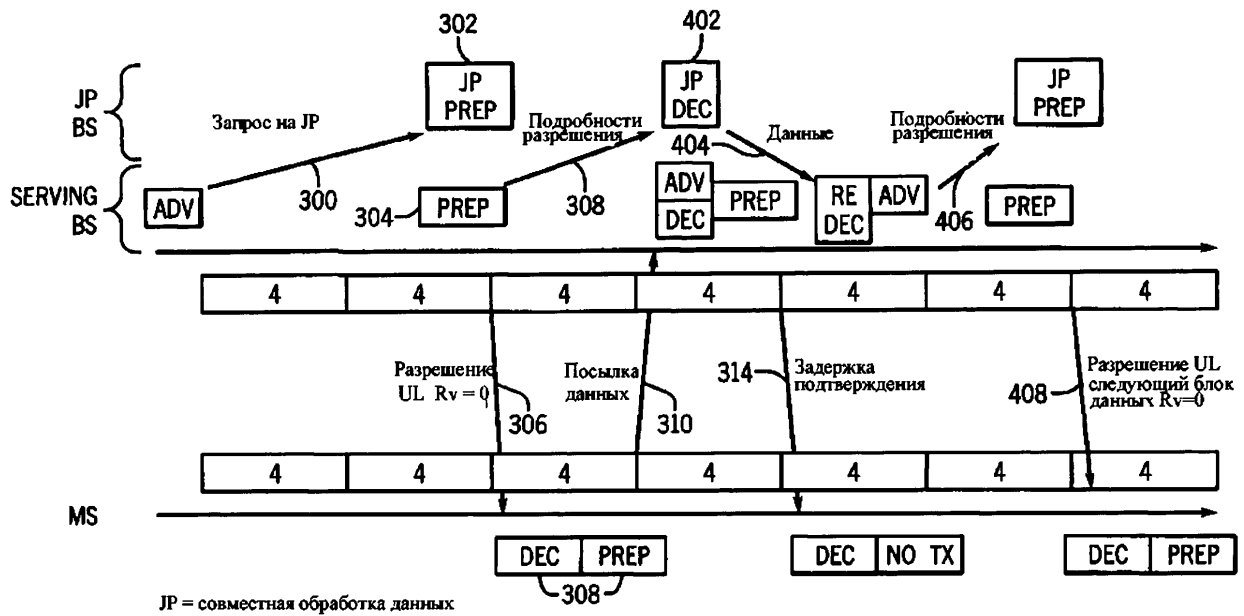 302
402
JP
BS
JP
PREP
JP
DEC
JP
PREP
Запрос на JP
Подробности
разрешения
Данные
Подробности
разрешения
404
SERVING
BS
ADV
300
304
PREP
308
ADV
DEC
PREP
RE
DEC
ADV
406
PREP
4 4 4 4 4 4 4
Разрешение
UL Rv = 0
306
Посылка
данных
310
314
Задержка
подтверждения
408
Разрешение UL
следующий блок
данных Rv=0
4 4 4 4 4 4 4
MS
DEC PREP
308
DEC NO TX
DEC PREP
JP = совместная обработка данных